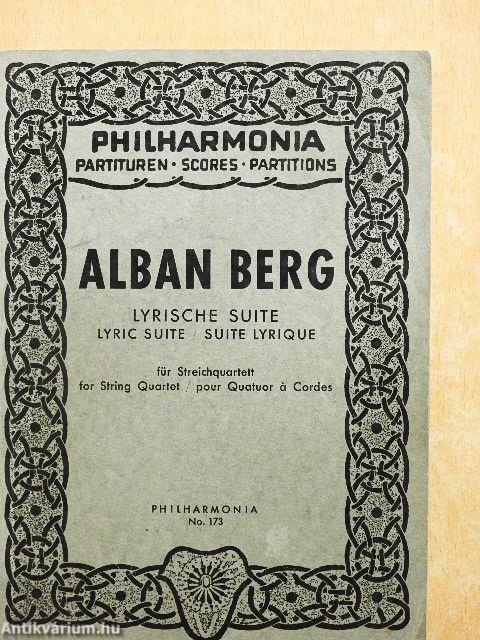 PHILHARMONIA
PARTITUREN · SCORES · PARTITIONS
ALBAN BERG
LYRISCHE SUITE
LYRIC SUITE / SUITE LYRIQUE
für Streichquartett
for String Quartet / pour Quatuor à Cordes
PHILHARMONIA
No. 173
Antikvárium.hu